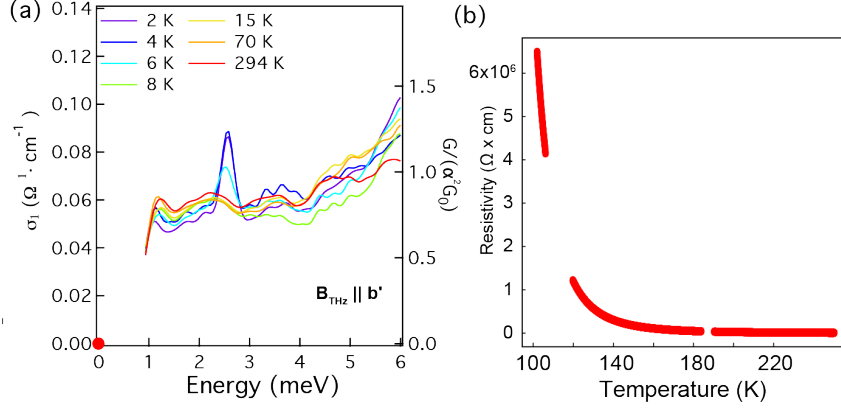 (a)
0.14
0.12
0.10
0.08
0.06
0.04
0.02
0.00
σ₁ (Ω⁻¹· cm⁻¹)
2 K
4 K
6 K
8 K
15 K
70 K
294 K
B_THz || b'
1.5
1.0
0.5
0.0
G/(α²G₀)
0
1
2
3
4
5
6
Energy (meV)
(b)
6x10⁶
5
4
3
2
1
0
Resistivity (Ω x cm)
100
140
180
220
Temperature (K)